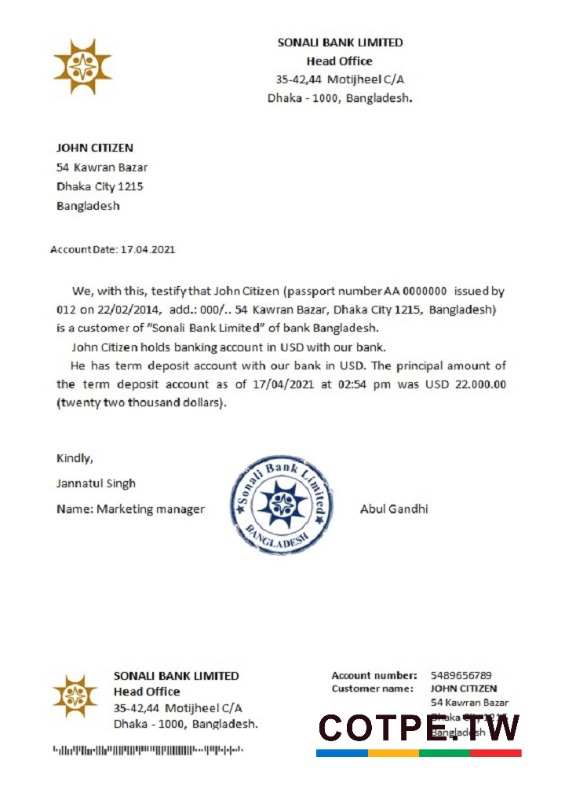 SONALI BANK LIMITED
Head Office
35-42,44 Motijheel C/A
Dhaka - 1000, Bangladesh.
JOHN CITIZEN
54 Kawran Bazar
Dhaka City 1215
Bangladesh
Account Date: 17.04.2021
We, with this, testify that John Citizen (passport number AA 0000000 issued by
012 on 22/02/2014, add.: 000/.. 54 Kawran Bazar, Dhaka City 1215, Bangladesh)
is a customer of “Sonali Bank Limited” of bank Bangladesh.
John Citizen holds banking account in USD with our bank.
He has term deposit account with our bank in USD. The principal amount of
the term deposit account as of 17/04/2021 at 02:54 pm was USD 22.000.00
(twenty two thousand dollars).
Kindly,
Jannatul Singh
Name: Marketing manager
Sonali Bank Limited
BANGLADESH
Abul Gandhi
SONALI BANK LIMITED
Head Office
35-42,44 Motijheel C/A
Dhaka - 1000, Bangladesh.
Account number: 5489656789
Customer name: JOHN CITIZEN
54 Kawran Bazar
Dhaka City 1215
Bangladesh
COTPE.TW